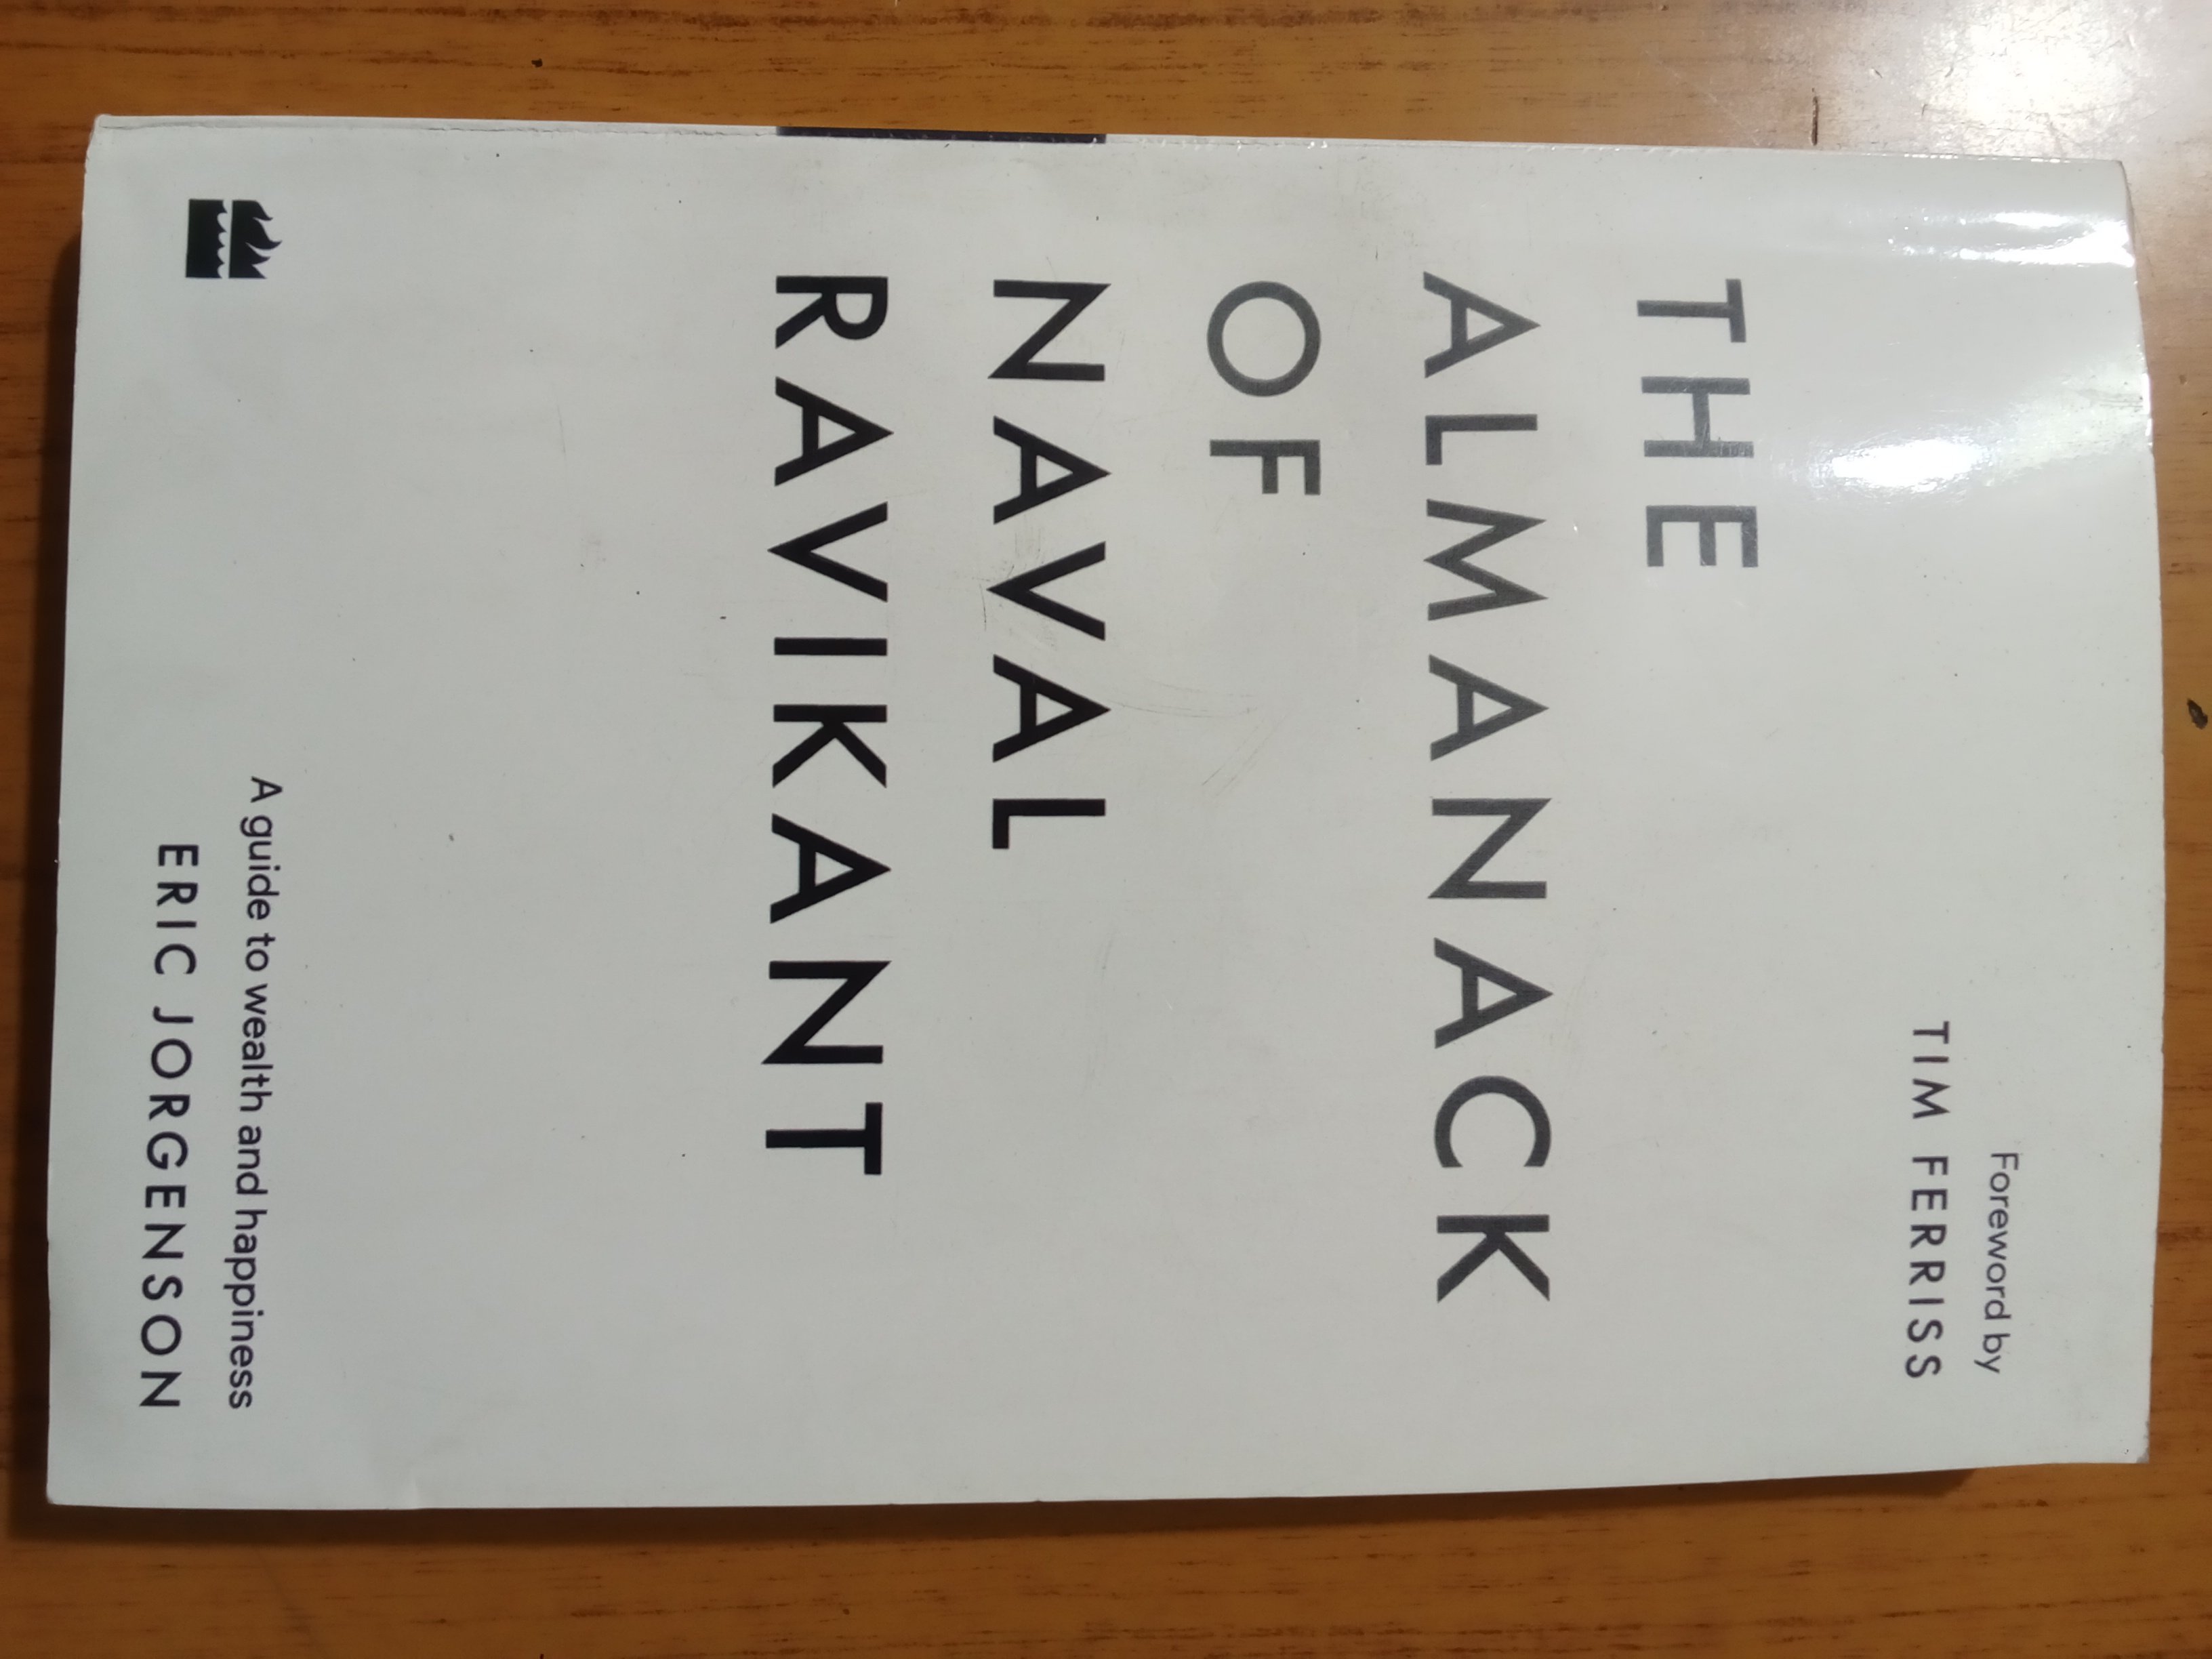 Foreword by
TIM FERRISS
THE
ALMANACK
OF
NAVAL
RAVIKANT
A guide to wealth and happiness
ERIC JORGENSON